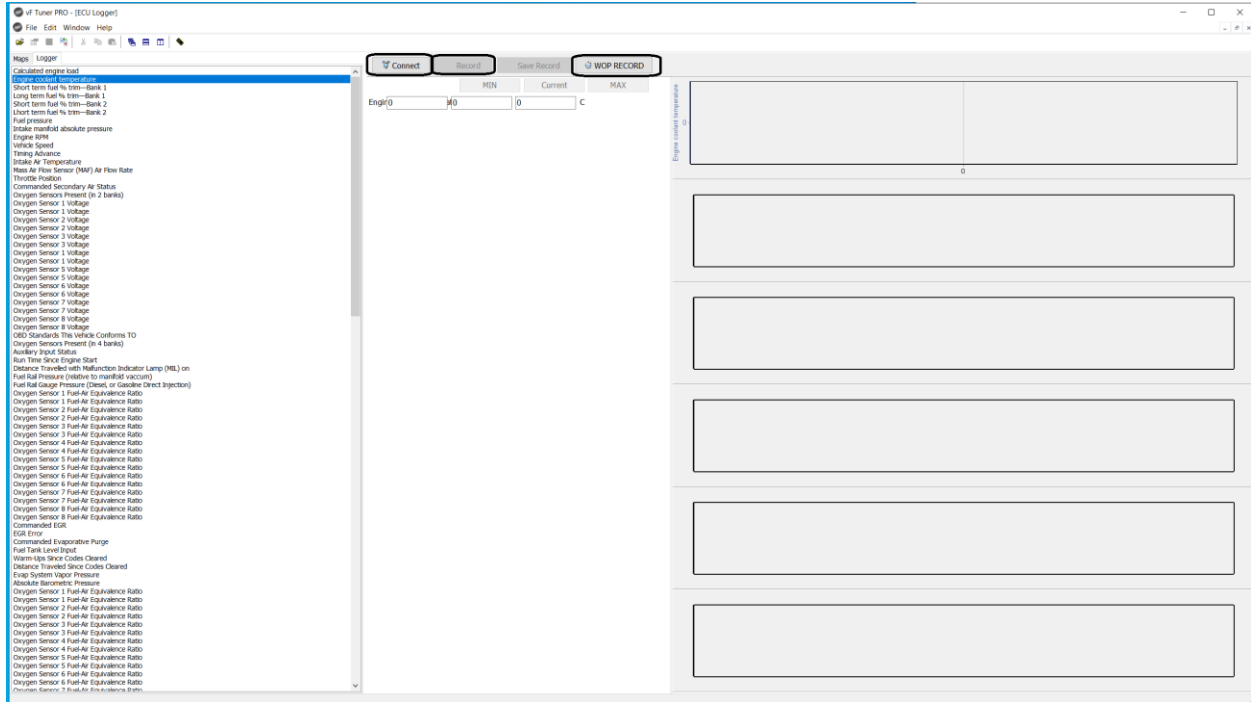 vF Tuner PRO - [ECU Logger]
File Edit Window Help
Maps Logger
Calculated engine load
Engine coolant temperature
Short term fuel % trim—Bank 1
Long term fuel % trim—Bank 1
Short term fuel % trim—Bank 2
Lhort term fuel % trim—Bank 2
Fuel pressure
Intake manifold absolute pressure
Engine RPM
Vehicle Speed
Timing Advance
Intake Air Temperature
Mass Air Flow Sensor (MAF) Air Flow Rate
Throttle Position
Commanded Secondary Air Status
Oxygen Sensors Present (in 2 banks)
Oxygen Sensor 1 Voltage
Oxygen Sensor 1 Voltage
Oxygen Sensor 2 Voltage
Oxygen Sensor 2 Voltage
Oxygen Sensor 3 Voltage
Oxygen Sensor 3 Voltage
Oxygen Sensor 1 Voltage
Oxygen Sensor 1 Voltage
Oxygen Sensor 5 Voltage
Oxygen Sensor 5 Voltage
Oxygen Sensor 6 Voltage
Oxygen Sensor 6 Voltage
Oxygen Sensor 7 Voltage
Oxygen Sensor 7 Voltage
Oxygen Sensor 8 Voltage
Oxygen Sensor 8 Voltage
OBD Standards This Vehicle Conforms TO
Oxygen Sensors Present (in 4 banks)
Auxiliary Input Status
Run Time Since Engine Start
Distance Travelled with Malfunction Indicator Lamp (MIL) on
Fuel Rail Pressure (relative to manifold vaccum)
Fuel Rail Gauge Pressure (Diesel, or Gasoline Direct Injection)
Oxygen Sensor 1 Fuel-Air Equivalence Ratio
Oxygen Sensor 1 Fuel-Air Equivalence Ratio
Oxygen Sensor 2 Fuel-Air Equivalence Ratio
Oxygen Sensor 2 Fuel-Air Equivalence Ratio
Oxygen Sensor 3 Fuel-Air Equivalence Ratio
Oxygen Sensor 3 Fuel-Air Equivalence Ratio
Oxygen Sensor 4 Fuel-Air Equivalence Ratio
Oxygen Sensor 4 Fuel-Air Equivalence Ratio
Oxygen Sensor 5 Fuel-Air Equivalence Ratio
Oxygen Sensor 5 Fuel-Air Equivalence Ratio
Oxygen Sensor 6 Fuel-Air Equivalence Ratio
Oxygen Sensor 6 Fuel-Air Equivalence Ratio
Oxygen Sensor 7 Fuel-Air Equivalence Ratio
Oxygen Sensor 7 Fuel-Air Equivalence Ratio
Oxygen Sensor 8 Fuel-Air Equivalence Ratio
Oxygen Sensor 8 Fuel-Air Equivalence Ratio
Commanded EGR
EGR Error
Commanded Evaporative Purge
Fuel Tank Level Input
Warm-Ups Since Codes Cleared
Distance Traveled Since Codes Cleared
Evap System Vapor Pressure
Absolute Barometric Pressure
Oxygen Sensor 1 Fuel-Air Equivalence Ratio
Oxygen Sensor 1 Fuel-Air Equivalence Ratio
Oxygen Sensor 2 Fuel-Air Equivalence Ratio
Oxygen Sensor 2 Fuel-Air Equivalence Ratio
Oxygen Sensor 3 Fuel-Air Equivalence Ratio
Oxygen Sensor 3 Fuel-Air Equivalence Ratio
Oxygen Sensor 4 Fuel-Air Equivalence Ratio
Oxygen Sensor 4 Fuel-Air Equivalence Ratio
Oxygen Sensor 5 Fuel-Air Equivalence Ratio
Oxygen Sensor 5 Fuel-Air Equivalence Ratio
Oxygen Sensor 6 Fuel-Air Equivalence Ratio
Oxygen Sensor 6 Fuel-Air Equivalence Ratio
Oxygen Sensor 7 Fuel-Air Equivalence Ratio
Connect Record Save Record WOP RECORD
MIN Current MAX
0 0 0 C
Engine coolant temperature
0
0